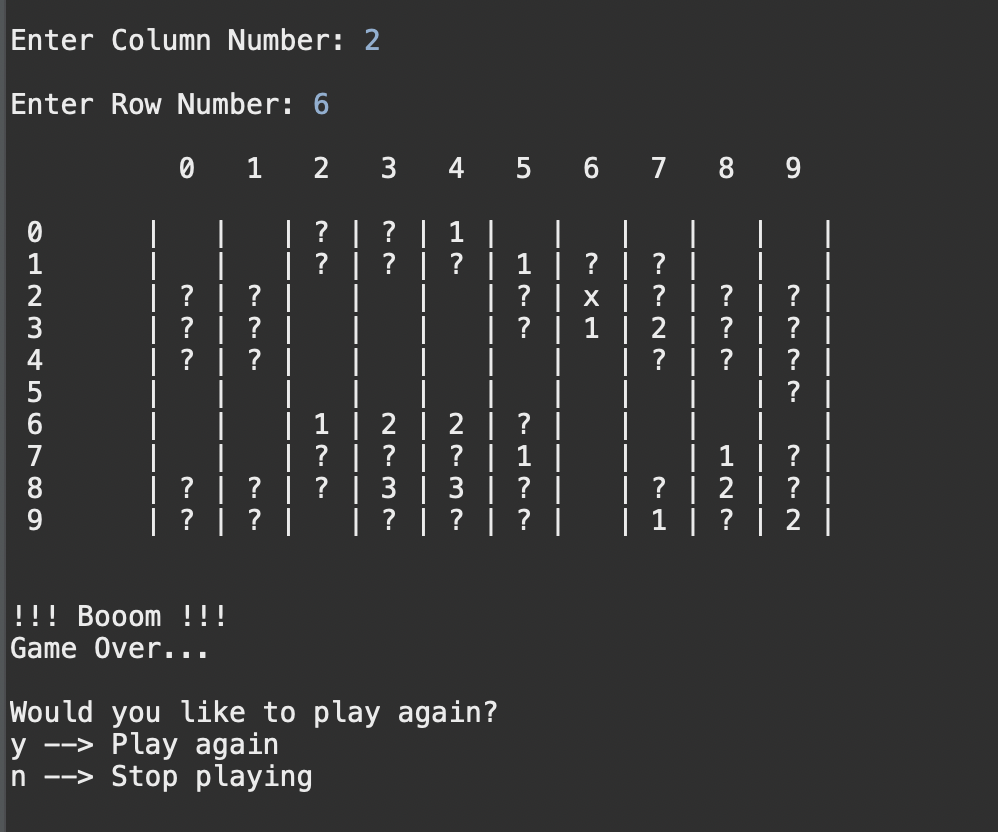 Enter Column Number: 2
Enter Row Number: 6
0 1 2 3 4 5 6 7 8 9
0 | | | ? | ? | 1 | | | | | |
1 | | | ? | ? | ? | 1 | ? | ? | | |
2 | ? | ? | | | | ? | x | ? | ? | ? |
3 | ? | ? | | | | ? | 1 | 2 | ? | ? |
4 | ? | ? | | | | | | ? | ? | ? |
5 | | | | | | | | | | ? |
6 | | | 1 | 2 | 2 | ? | | | | |
7 | | | ? | ? | ? | 1 | | | 1 | ? |
8 | ? | ? | ? | 3 | 3 | ? | | ? | 2 | ? |
9 | ? | ? | | ? | ? | ? | | 1 | ? | 2 |
!!! Booom !!!
Game Over...
Would you like to play again?
y --> Play again
n --> Stop playing